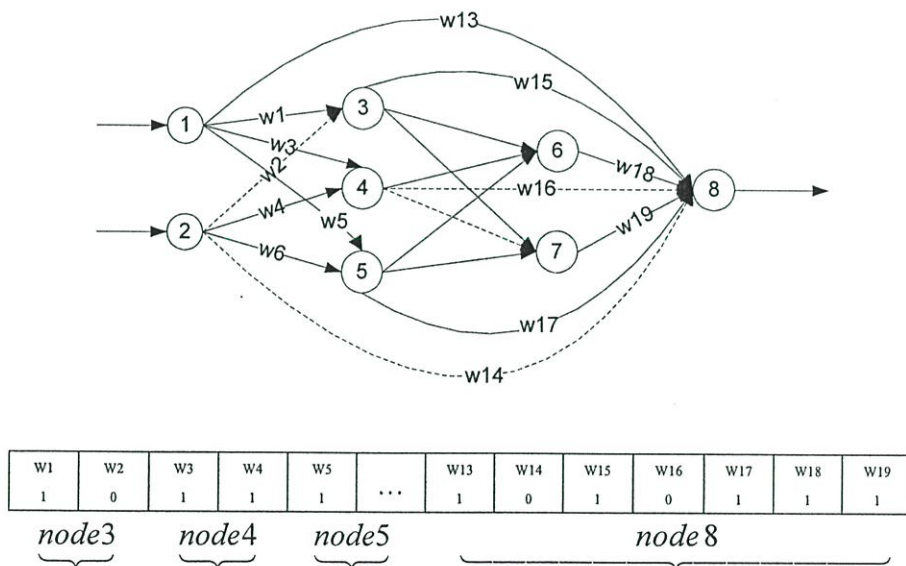 w13
w15
1
w1
3
w3
w2
6
w18
4
w16
8
w4
w5
2
w19
w6
7
5
w17
w14
W1 W2 W3 W4 W5 ... W13 W14 W15 W16 W17 W18 W19
1 0 1 1 1 1 0 1 0 1 1 1
node3 node4 node5 node8